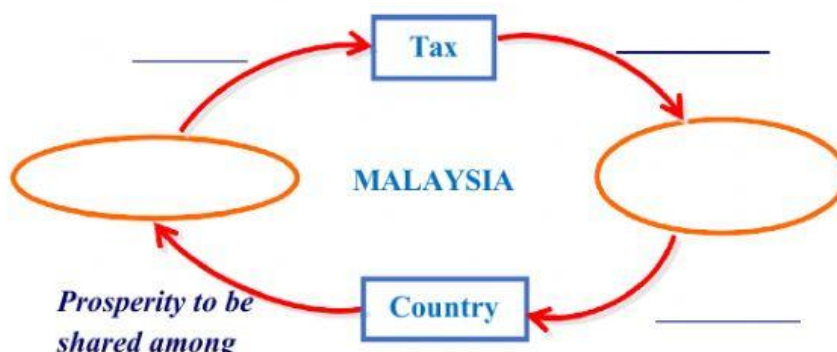 Tax
MALAYSIA
Prosperity to be
shared among
Country